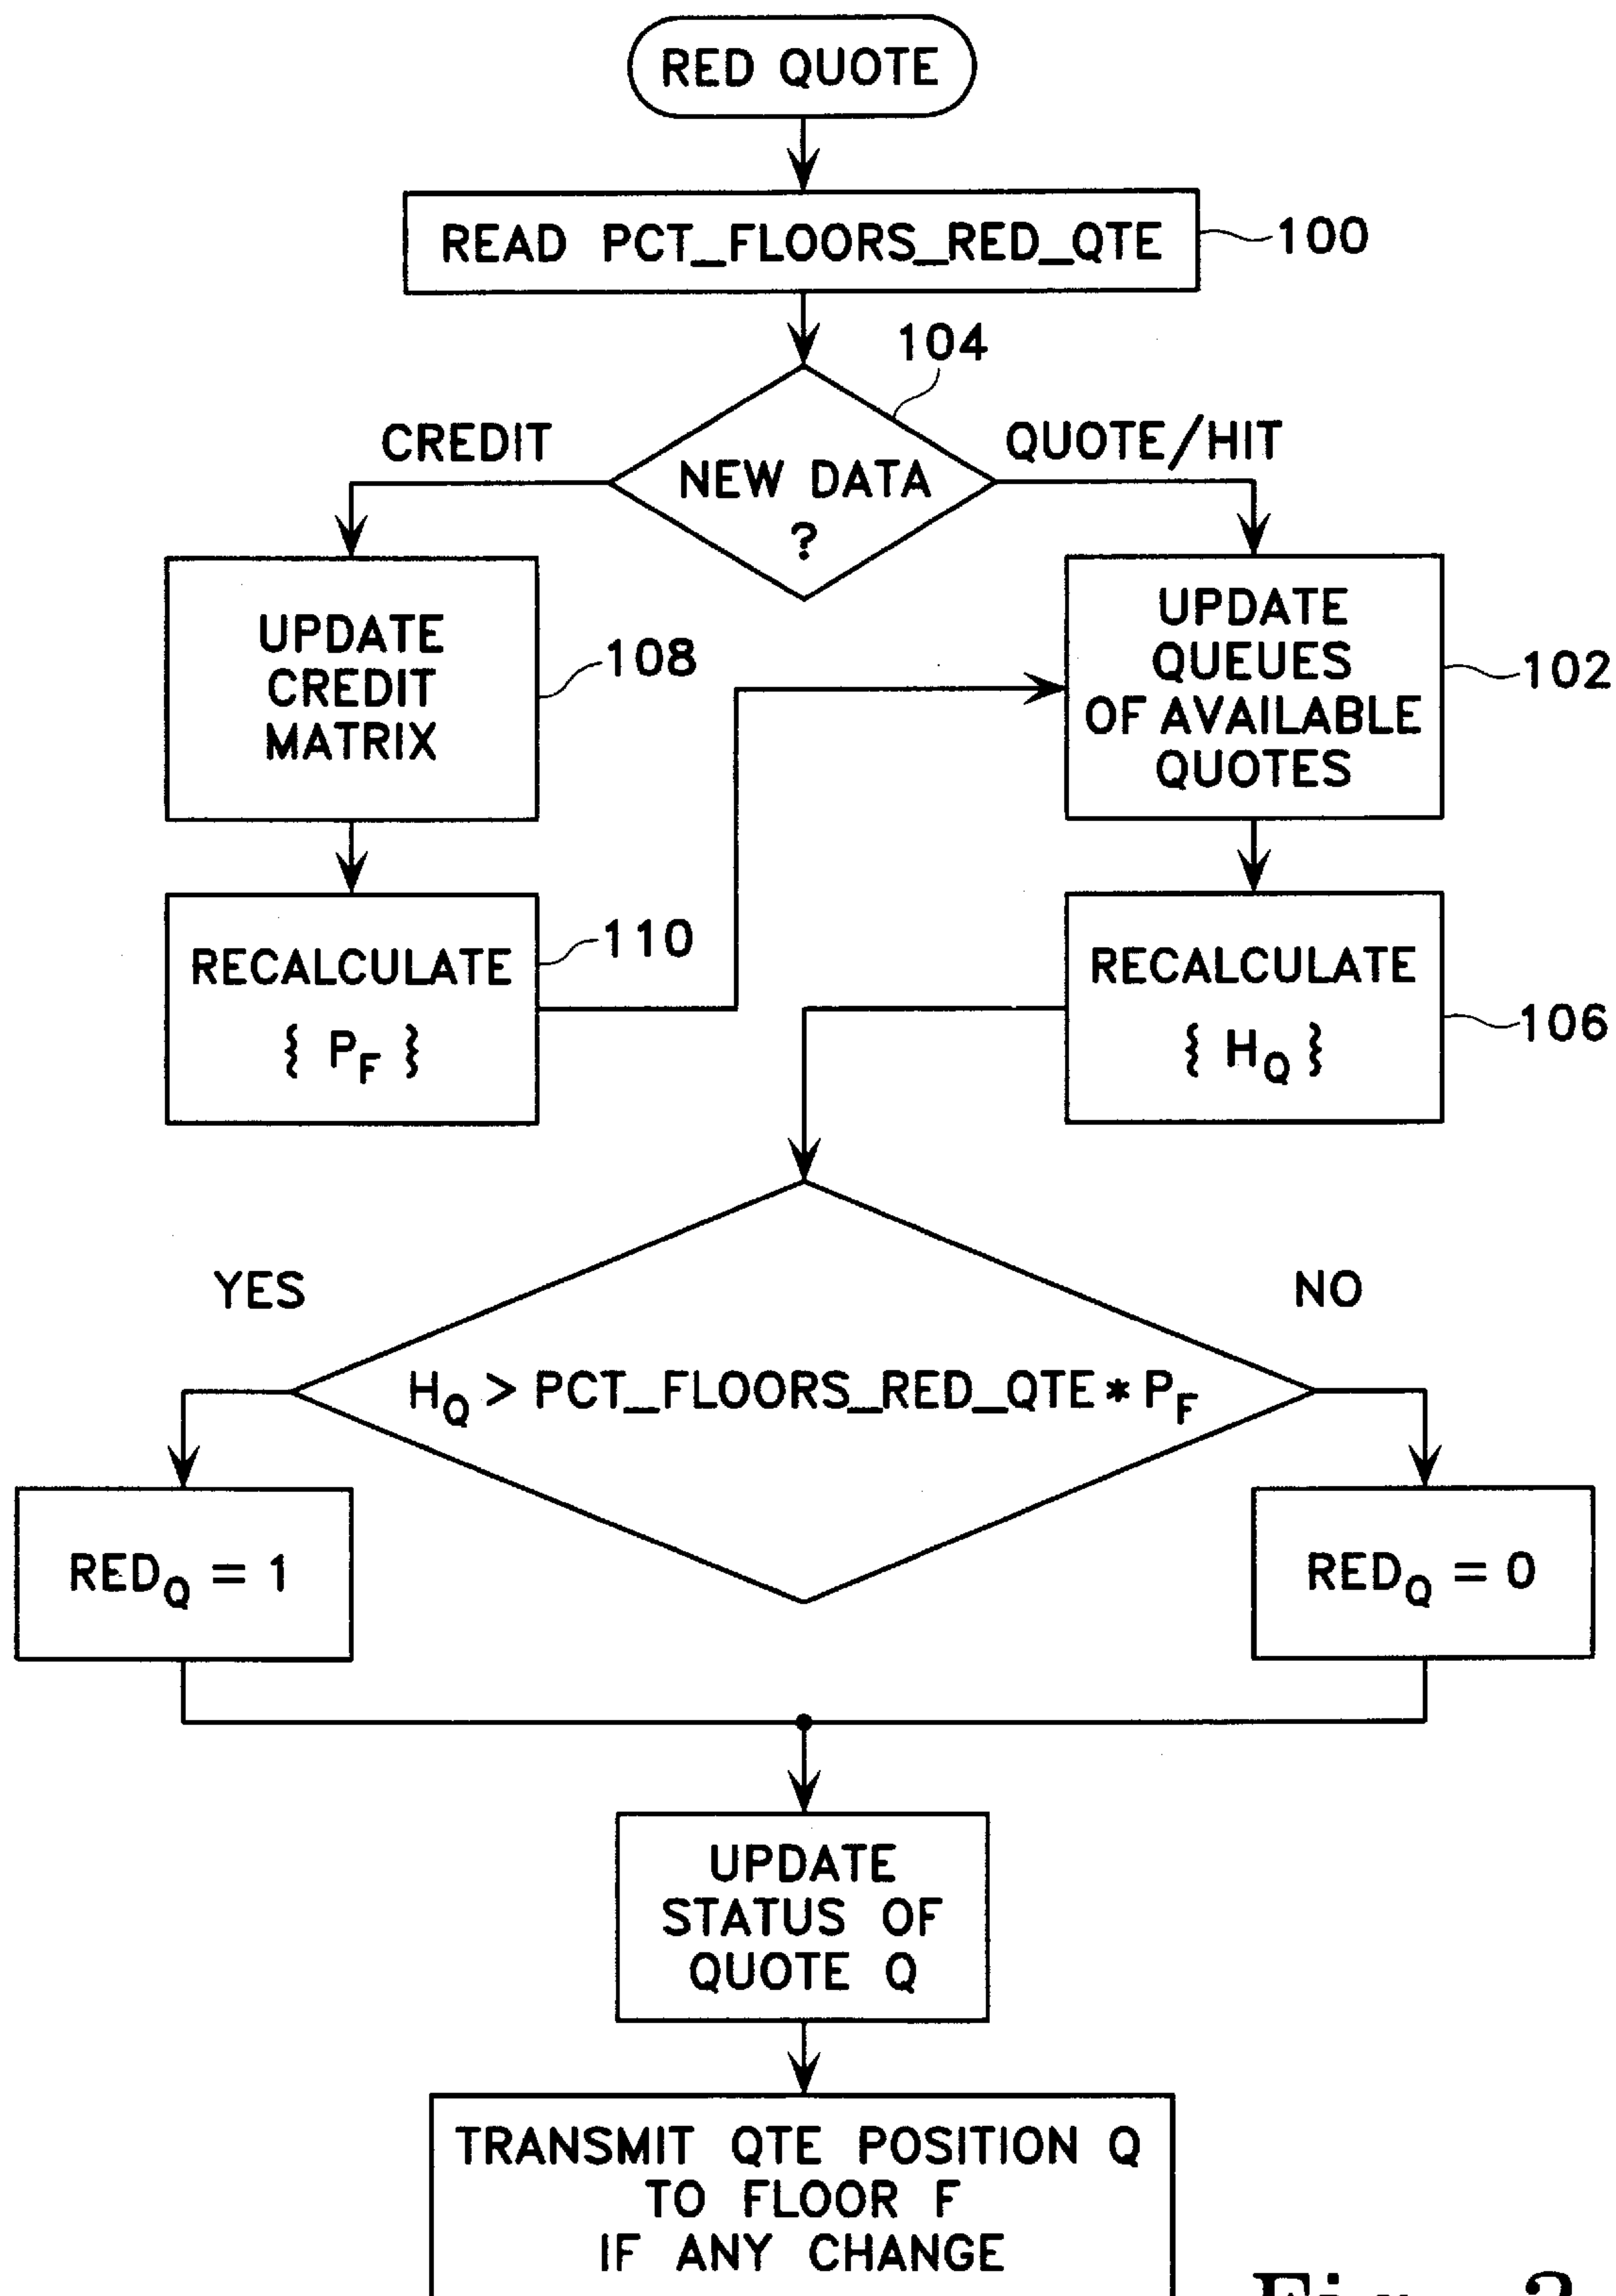 RED QUOTE
READ PCT_FLOORS_RED_QTE
100
104
CREDIT
QUOTE/HIT
NEW DATA
?
UPDATE
CREDIT
MATRIX
108
UPDATE
QUEUES
OF AVAILABLE
QUOTES
102
RECALCULATE
{ P_F }
110
RECALCULATE
{ H_Q }
106
YES
NO
H_Q > PCT_FLOORS_RED_QTE * P_F
RED_Q = 1
RED_Q = 0
UPDATE
STATUS OF
QUOTE Q
TRANSMIT QTE POSITION Q
TO FLOOR F
IF ANY CHANGE